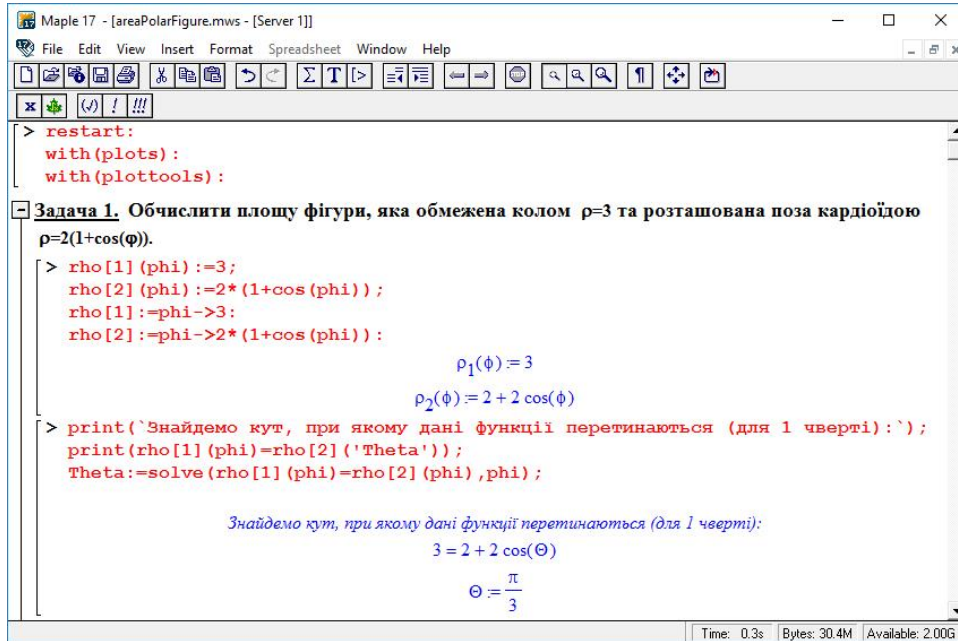 Maple 17 - [areaPolarFigure.mws - [Server 1]]
File Edit View Insert Format Spreadsheet Window Help
> restart:
with(plots):
with(plottools):
Задача 1. Обчислити площу фігури, яка обмежена колом ρ=3 та розташована поза кардіоїдою
ρ=2(1+cos(φ)).
> rho[1](phi):=3;
rho[2](phi):=2*(1+cos(phi));
rho[1]:=phi->3:
rho[2]:=phi->2*(1+cos(phi)):
ρ1(ϕ) := 3
ρ2(ϕ) := 2 + 2 cos(ϕ)
> print(`Знайдемо кут, при якому дані функції перетинаються (для 1 чверті):`);
print(rho[1](phi)=rho[2]('Theta'));
Theta:=solve(rho[1](phi)=rho[2](phi),phi);
Знайдемо кут, при якому дані функції перетинаються (для 1 чверті):
3 = 2 + 2 cos(Θ)
Θ := π/3
Time: 0.3s Bytes: 30.4M Available: 2.00G